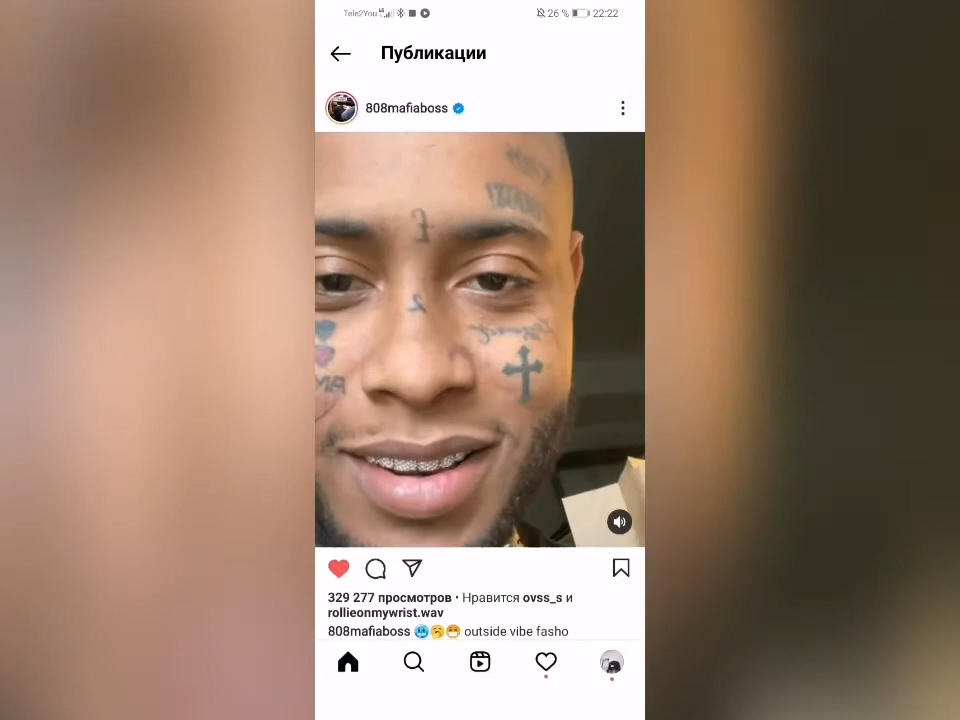 Tele2You 26 % 22:22
Публикации
808mafiaboss
329 277 просмотров • Нравится ovss_s и
rollieonmywrist.wav
808mafiaboss 🥶🥱😷 outside vibe fasho